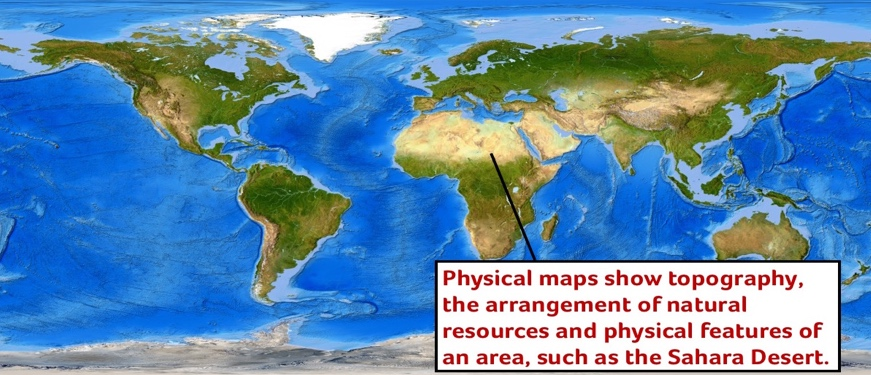 Physical maps show topography,
the arrangement of natural
resources and physical features of
an area, such as the Sahara Desert.